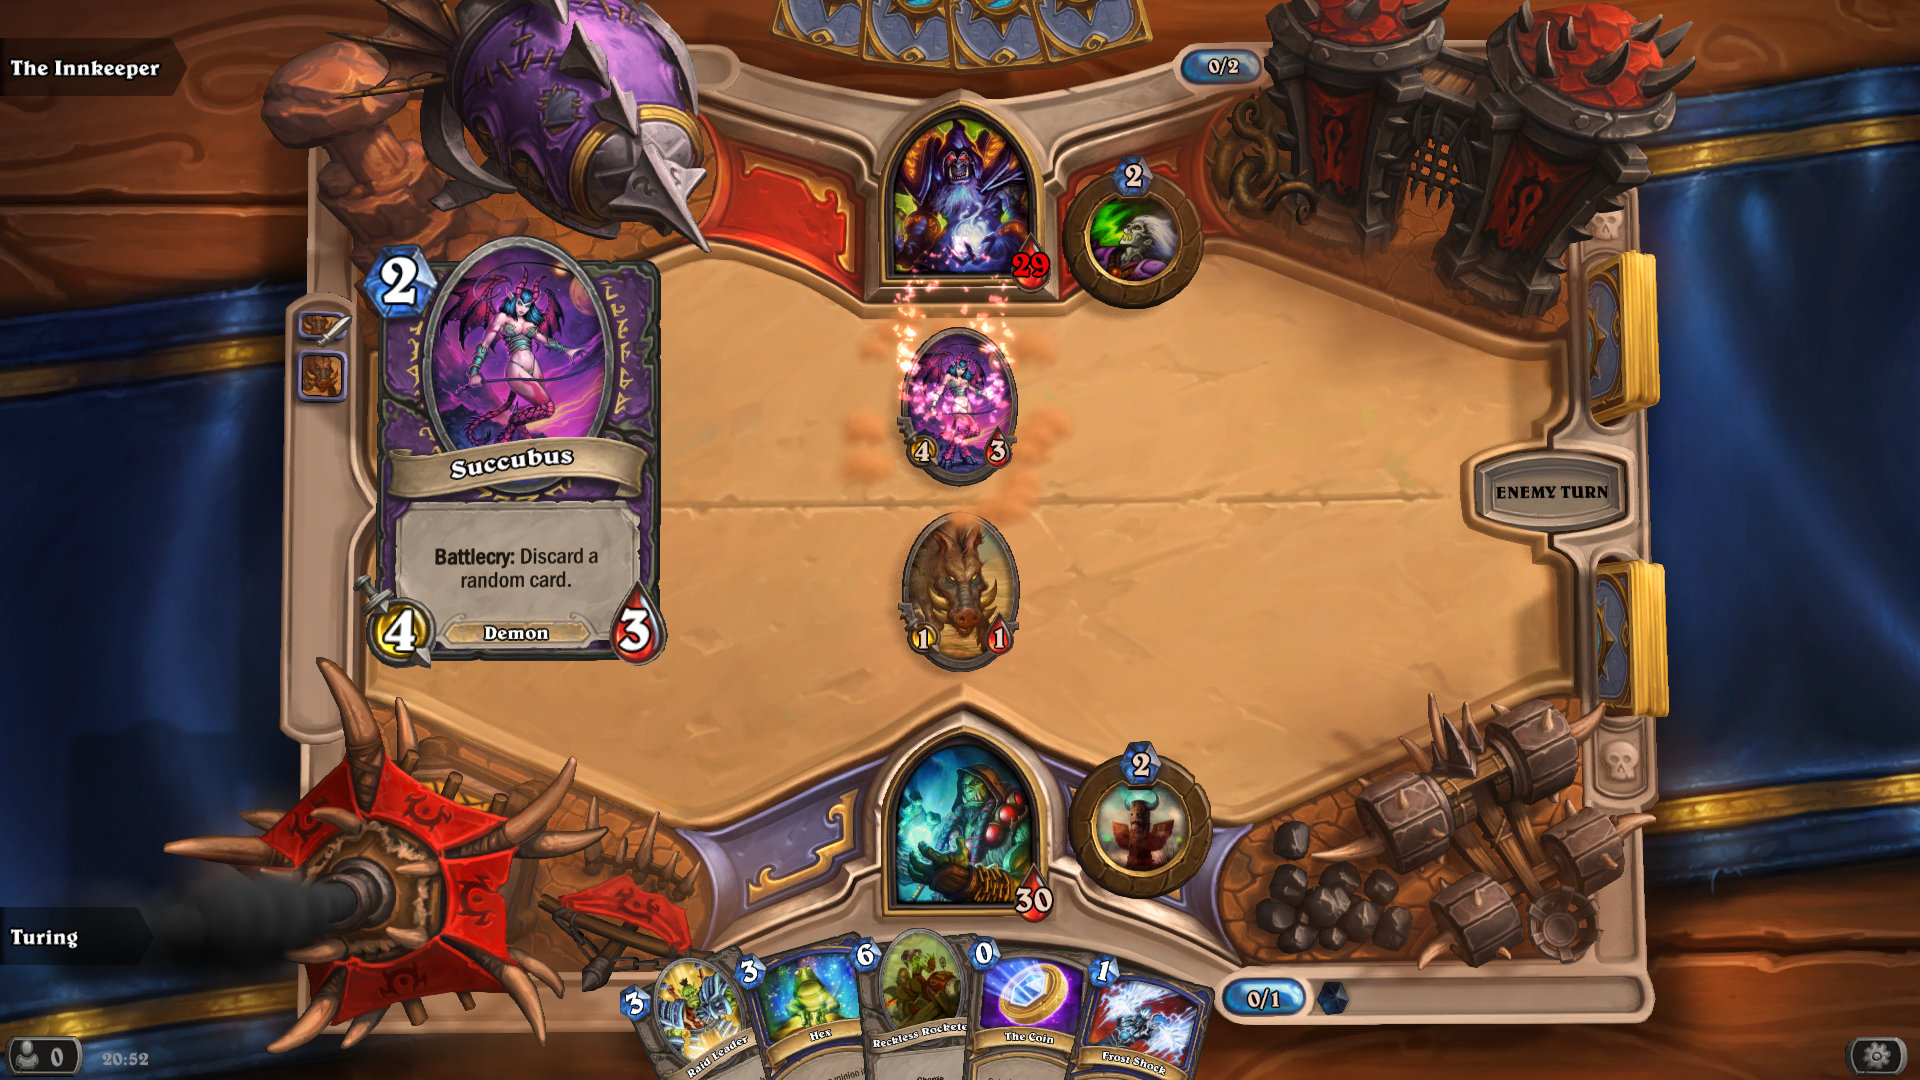 The Innkeeper
0/2
2
29
2
Succubus
Battlecry: Discard a
random card.
4
Demon
3
4
3
ENEMY TURN
1
1
2
30
Turing
3
Raid Leader
3
Hex
6
Reckless Rockete
0
The Coin
1
Frost Shock
0/1
0
20:52